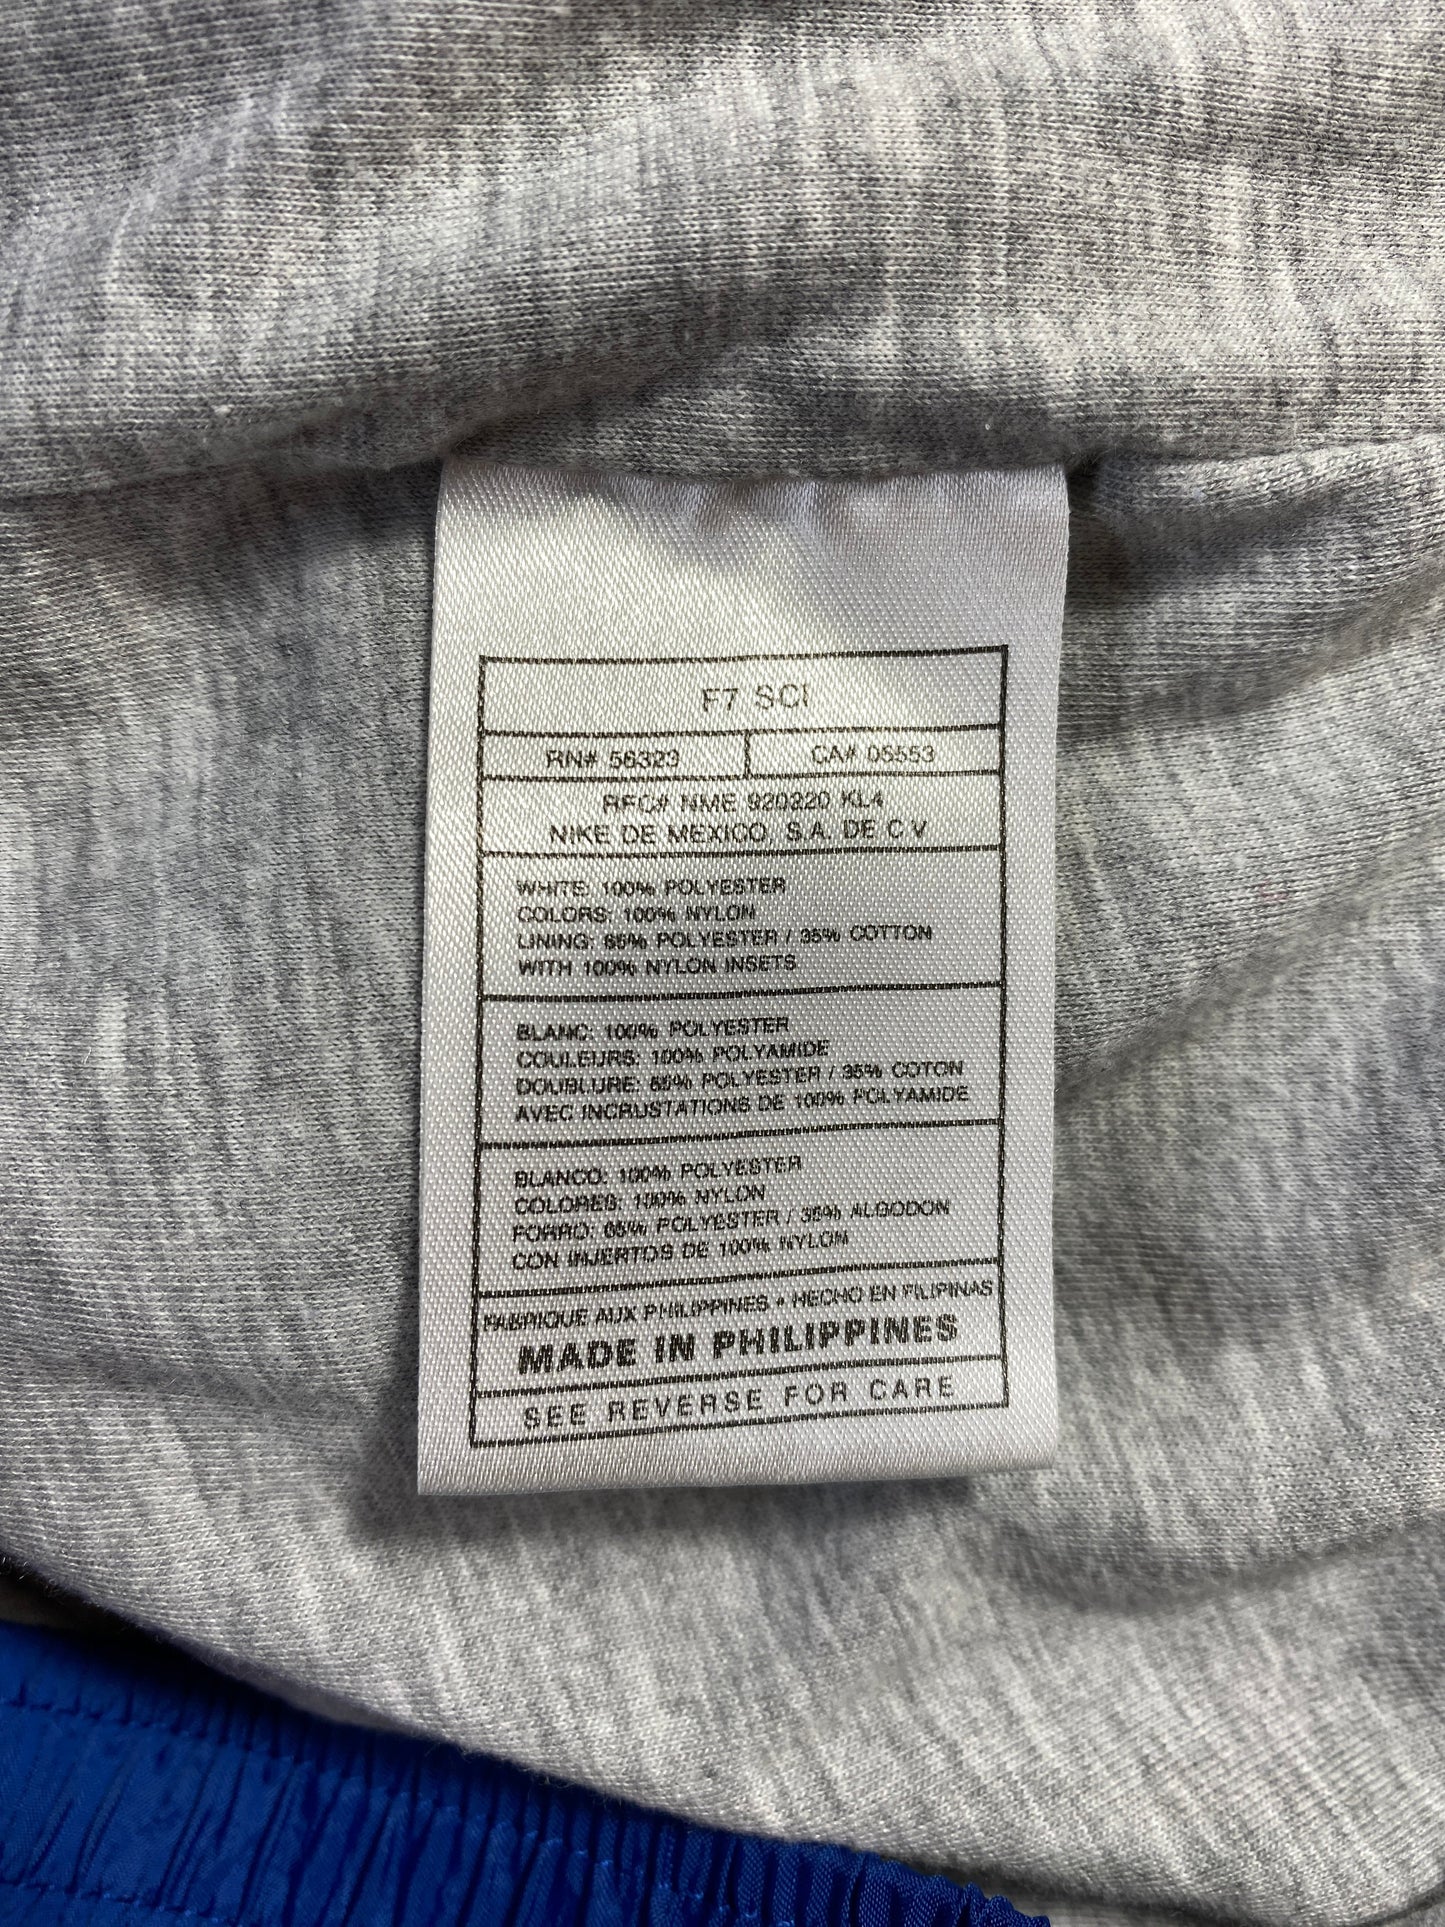 F7 SCI
RN# 56323 CA# 05553
RFC# NME 920220 KL4
NIKE DE MEXICO, S.A. DE C V
WHITE: 100% POLYESTER
COLORS: 100% NYLON
LINING: 65% POLYESTER / 35% COTTON
WITH 100% NYLON INSETS
BLANC: 100% POLYESTER
COULEURS: 100% POLYAMIDE
DOUBLURE: 65% POLYESTER / 35% COTON
AVEC INCRUSTATIONS DE 100% POLYAMIDE
BLANCO: 100% POLYESTER
COLORES: 100% NYLON
FORRO: 65% POLYESTER / 35% ALGODON
CON INJERTOS DE 100% NYLON
FABRIQUE AUX PHILIPPINES • HECHO EN FILIPINAS
MADE IN PHILIPPINES
SEE REVERSE FOR CARE